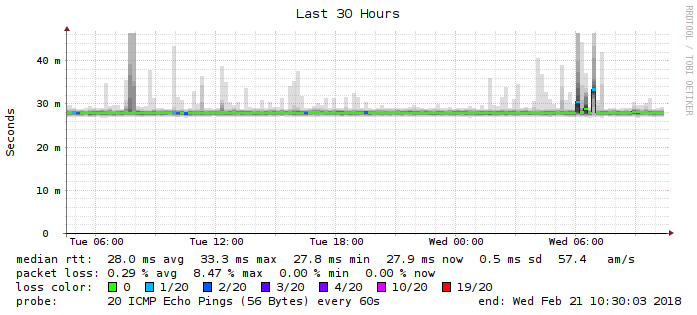 Last 30 Hours
RRDTOOL / TOBI OETIKER
Seconds
40 m
30 m
20 m
10 m
0
Tue 06:00 Tue 12:00 Tue 18:00 Wed 00:00 Wed 06:00
median rtt: 28.0 ms avg 33.3 ms max 27.8 ms min 27.9 ms now 0.5 ms sd 57.4 am/s
packet loss: 0.29 % avg 8.47 % max 0.00 % min 0.00 % now
loss color: 0 1/20 2/20 3/20 4/20 10/20 19/20
probe: 20 ICMP Echo Pings (56 Bytes) every 60s end: Wed Feb 21 10:30:03 2018